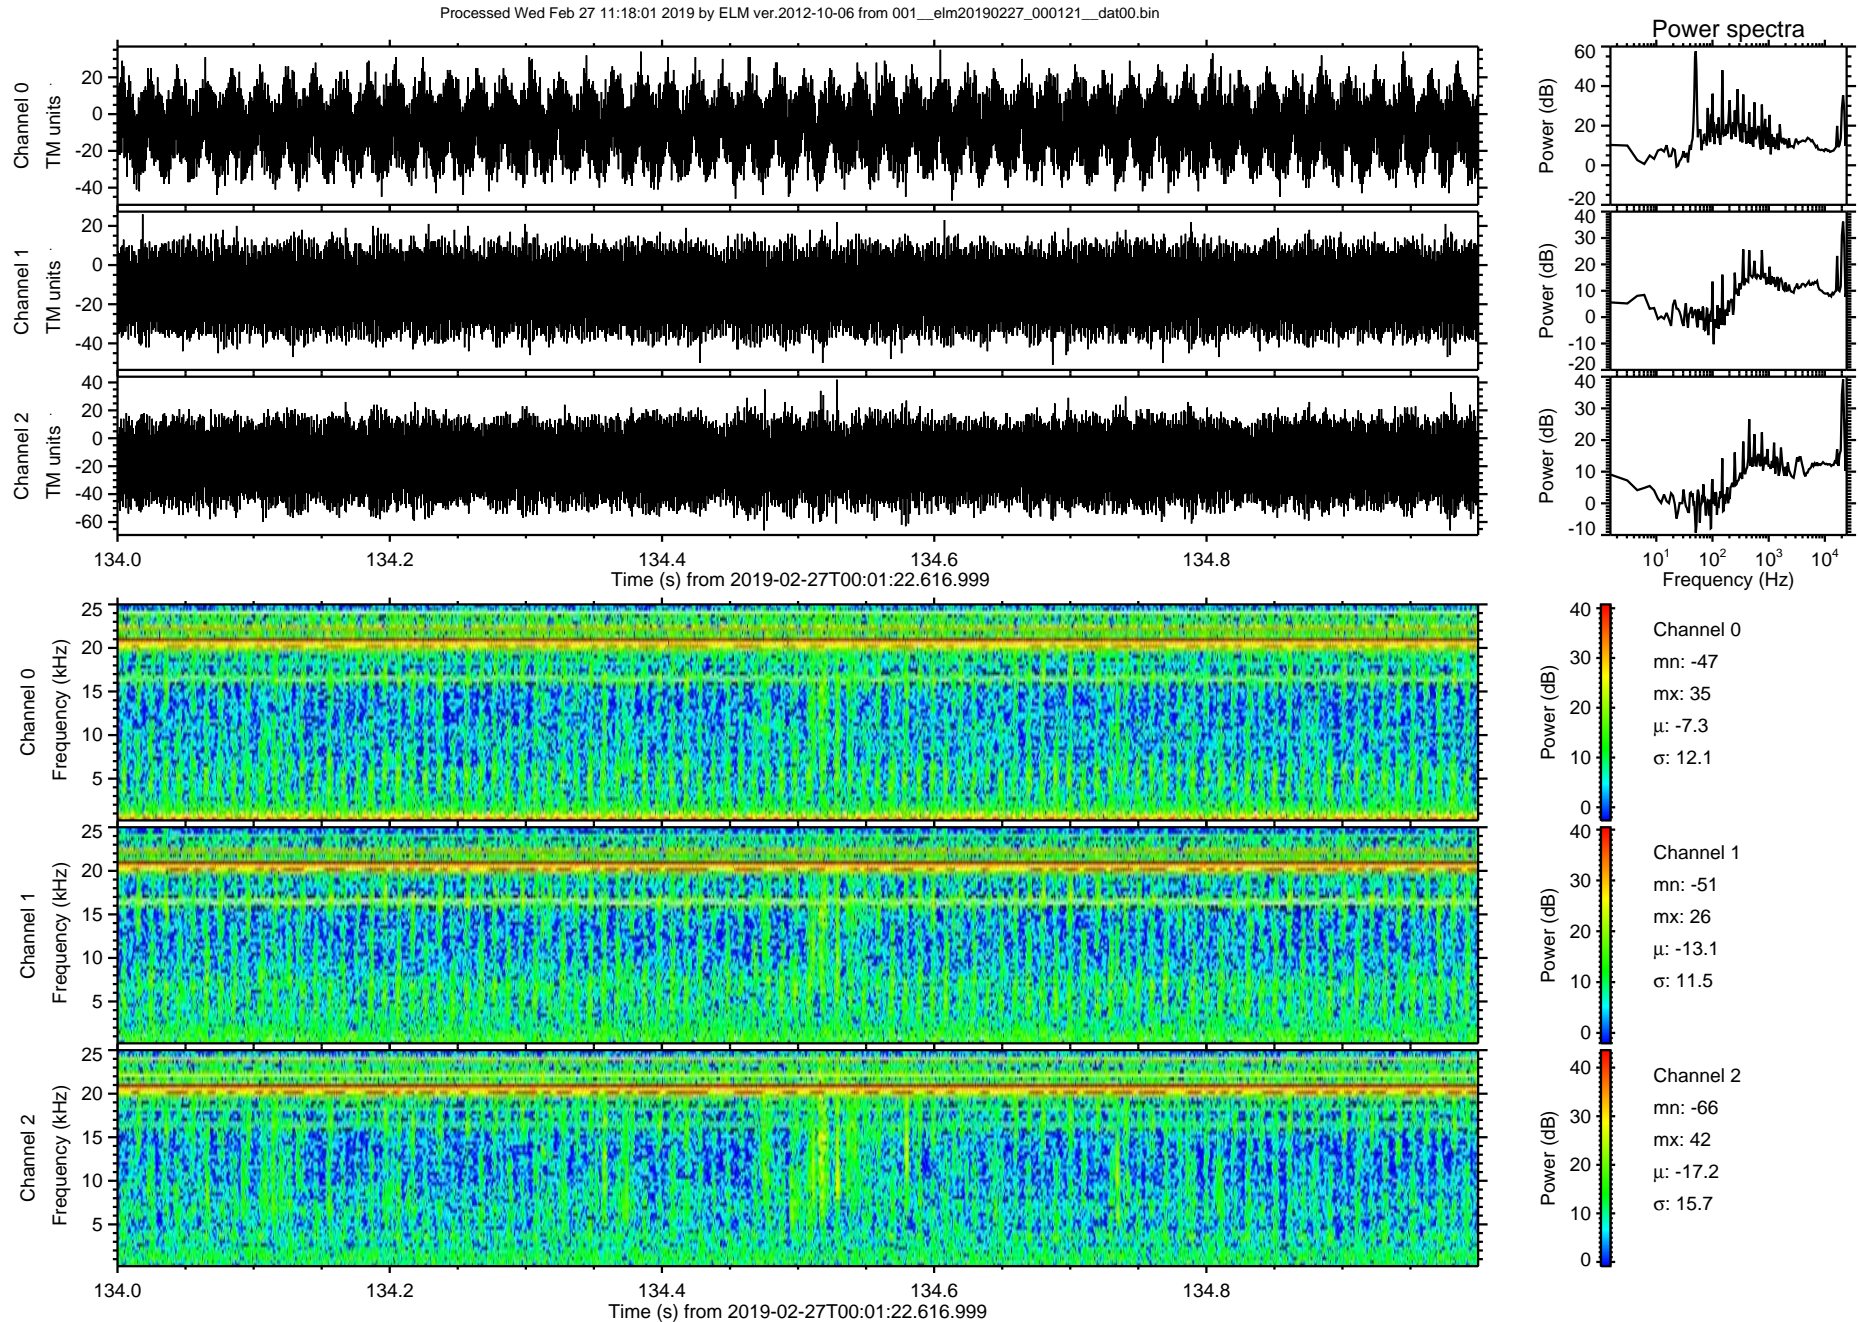 Processed Wed Feb 27 11:18:01 2019 by ELM ver.2012-10-06 from 001__elm20190227_000121__dat00.bin
Power spectra
Channel 0
TM units
20
0
-20
-40
Power (dB)
60
40
20
0
-20
Channel 1
TM units
20
0
-20
-40
Power (dB)
40
30
20
10
0
-10
-20
Channel 2
TM units
40
20
0
-20
-40
-60
Power (dB)
40
30
20
10
0
-10
134.0 134.2 134.4 134.6 134.8
Time (s) from 2019-02-27T00:01:22.616.999
10^1 10^2 10^3 10^4
Frequency (Hz)
Channel 0
Frequency (kHz)
25
20
15
10
5
Power (dB)
40
30
20
10
0
Channel 0
mn: -47
mx: 35
µ: -7.3
σ: 12.1
Channel 1
Frequency (kHz)
25
20
15
10
5
Power (dB)
40
30
20
10
0
Channel 1
mn: -51
mx: 26
µ: -13.1
σ: 11.5
Channel 2
Frequency (kHz)
25
20
15
10
5
Power (dB)
40
30
20
10
0
Channel 2
mn: -66
mx: 42
µ: -17.2
σ: 15.7
134.0 134.2 134.4 134.6 134.8
Time (s) from 2019-02-27T00:01:22.616.999